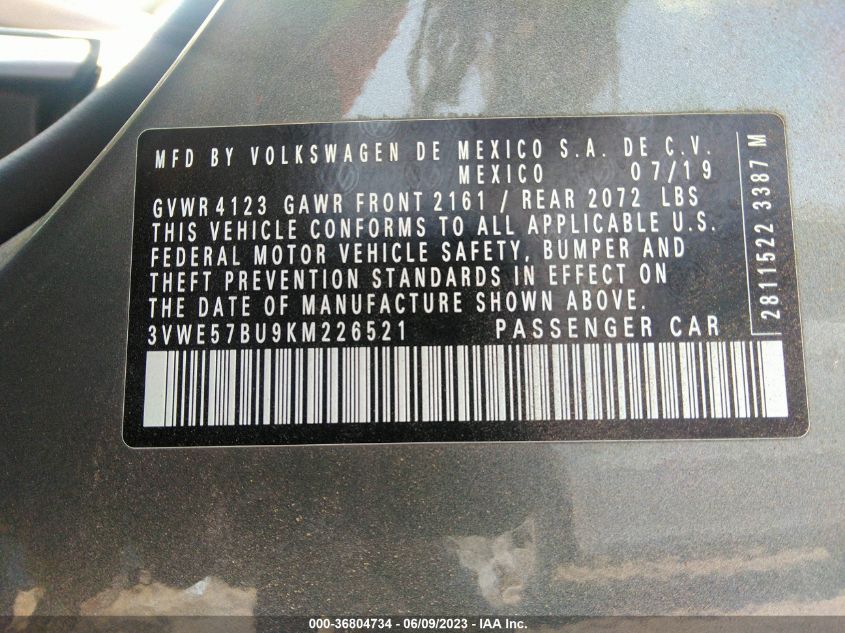 MFD BY VOLKSWAGEN DE MEXICO S.A. DE C.V.
MEXICO 07/19
GVWR 4123 GAWR FRONT 2161 / REAR 2072 LBS
THIS VEHICLE CONFORMS TO ALL APPLICABLE U.S.
FEDERAL MOTOR VEHICLE SAFETY, BUMPER AND
THEFT PREVENTION STANDARDS IN EFFECT ON
THE DATE OF MANUFACTURE SHOWN ABOVE.
3VWE57BU9KM226521 PASSENGER CAR
2811522 3387 M
000-36804734 - 06/09/2023 - IAA Inc.